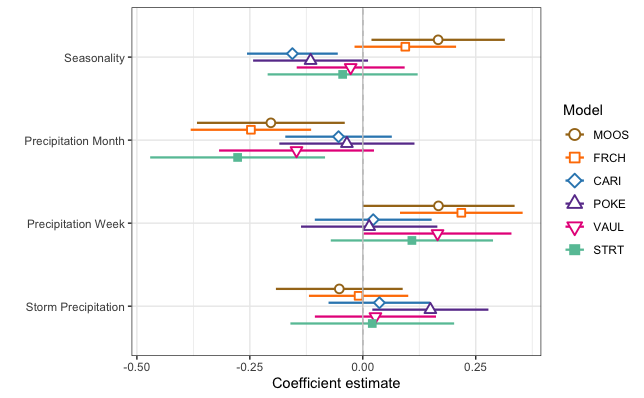 Seasonality
Precipitation Month
Precipitation Week
Storm Precipitation
-0.50
-0.25
0.00
0.25
Coefficient estimate
Model
MOOS
FRCH
CARI
POKE
VAUL
STRT